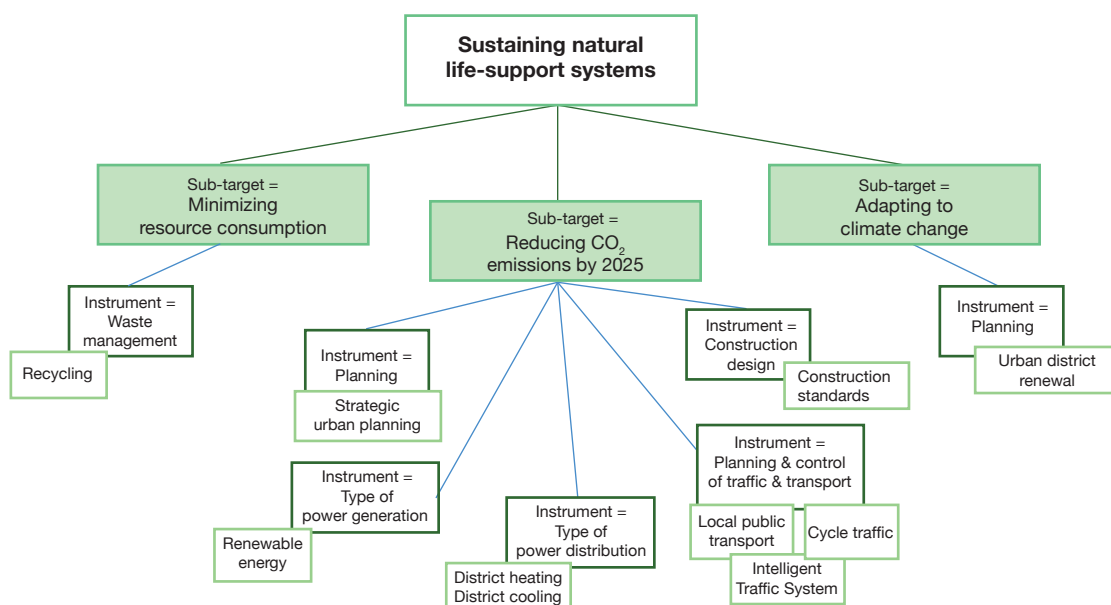 Sustaining natural
life-support systems
Sub-target =
Minimizing
resource consumption
Sub-target =
Reducing CO₂
emissions by 2025
Sub-target =
Adapting to
climate change
Instrument =
Waste
management
Recycling
Instrument =
Planning
Strategic
urban planning
Instrument =
Construction
design
Construction
standards
Instrument =
Planning
Urban district
renewal
Instrument =
Type of
power generation
Renewable
energy
Instrument =
Type of
power distribution
District heating
District cooling
Instrument =
Planning & control
of traffic & transport
Local public
transport
Cycle traffic
Intelligent
Traffic System